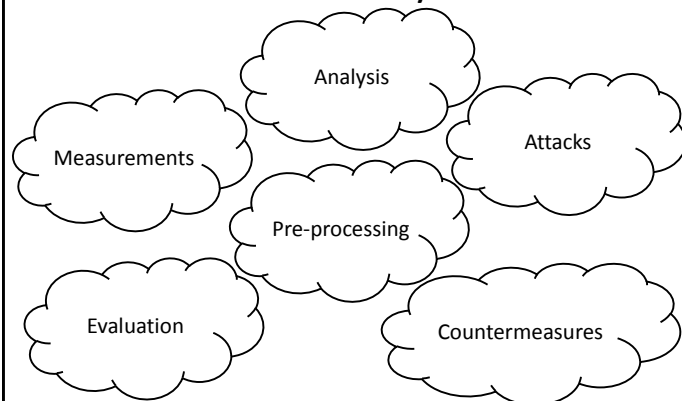 Analysis
Attacks
Measurements
Pre-processing
Evaluation
Countermeasures